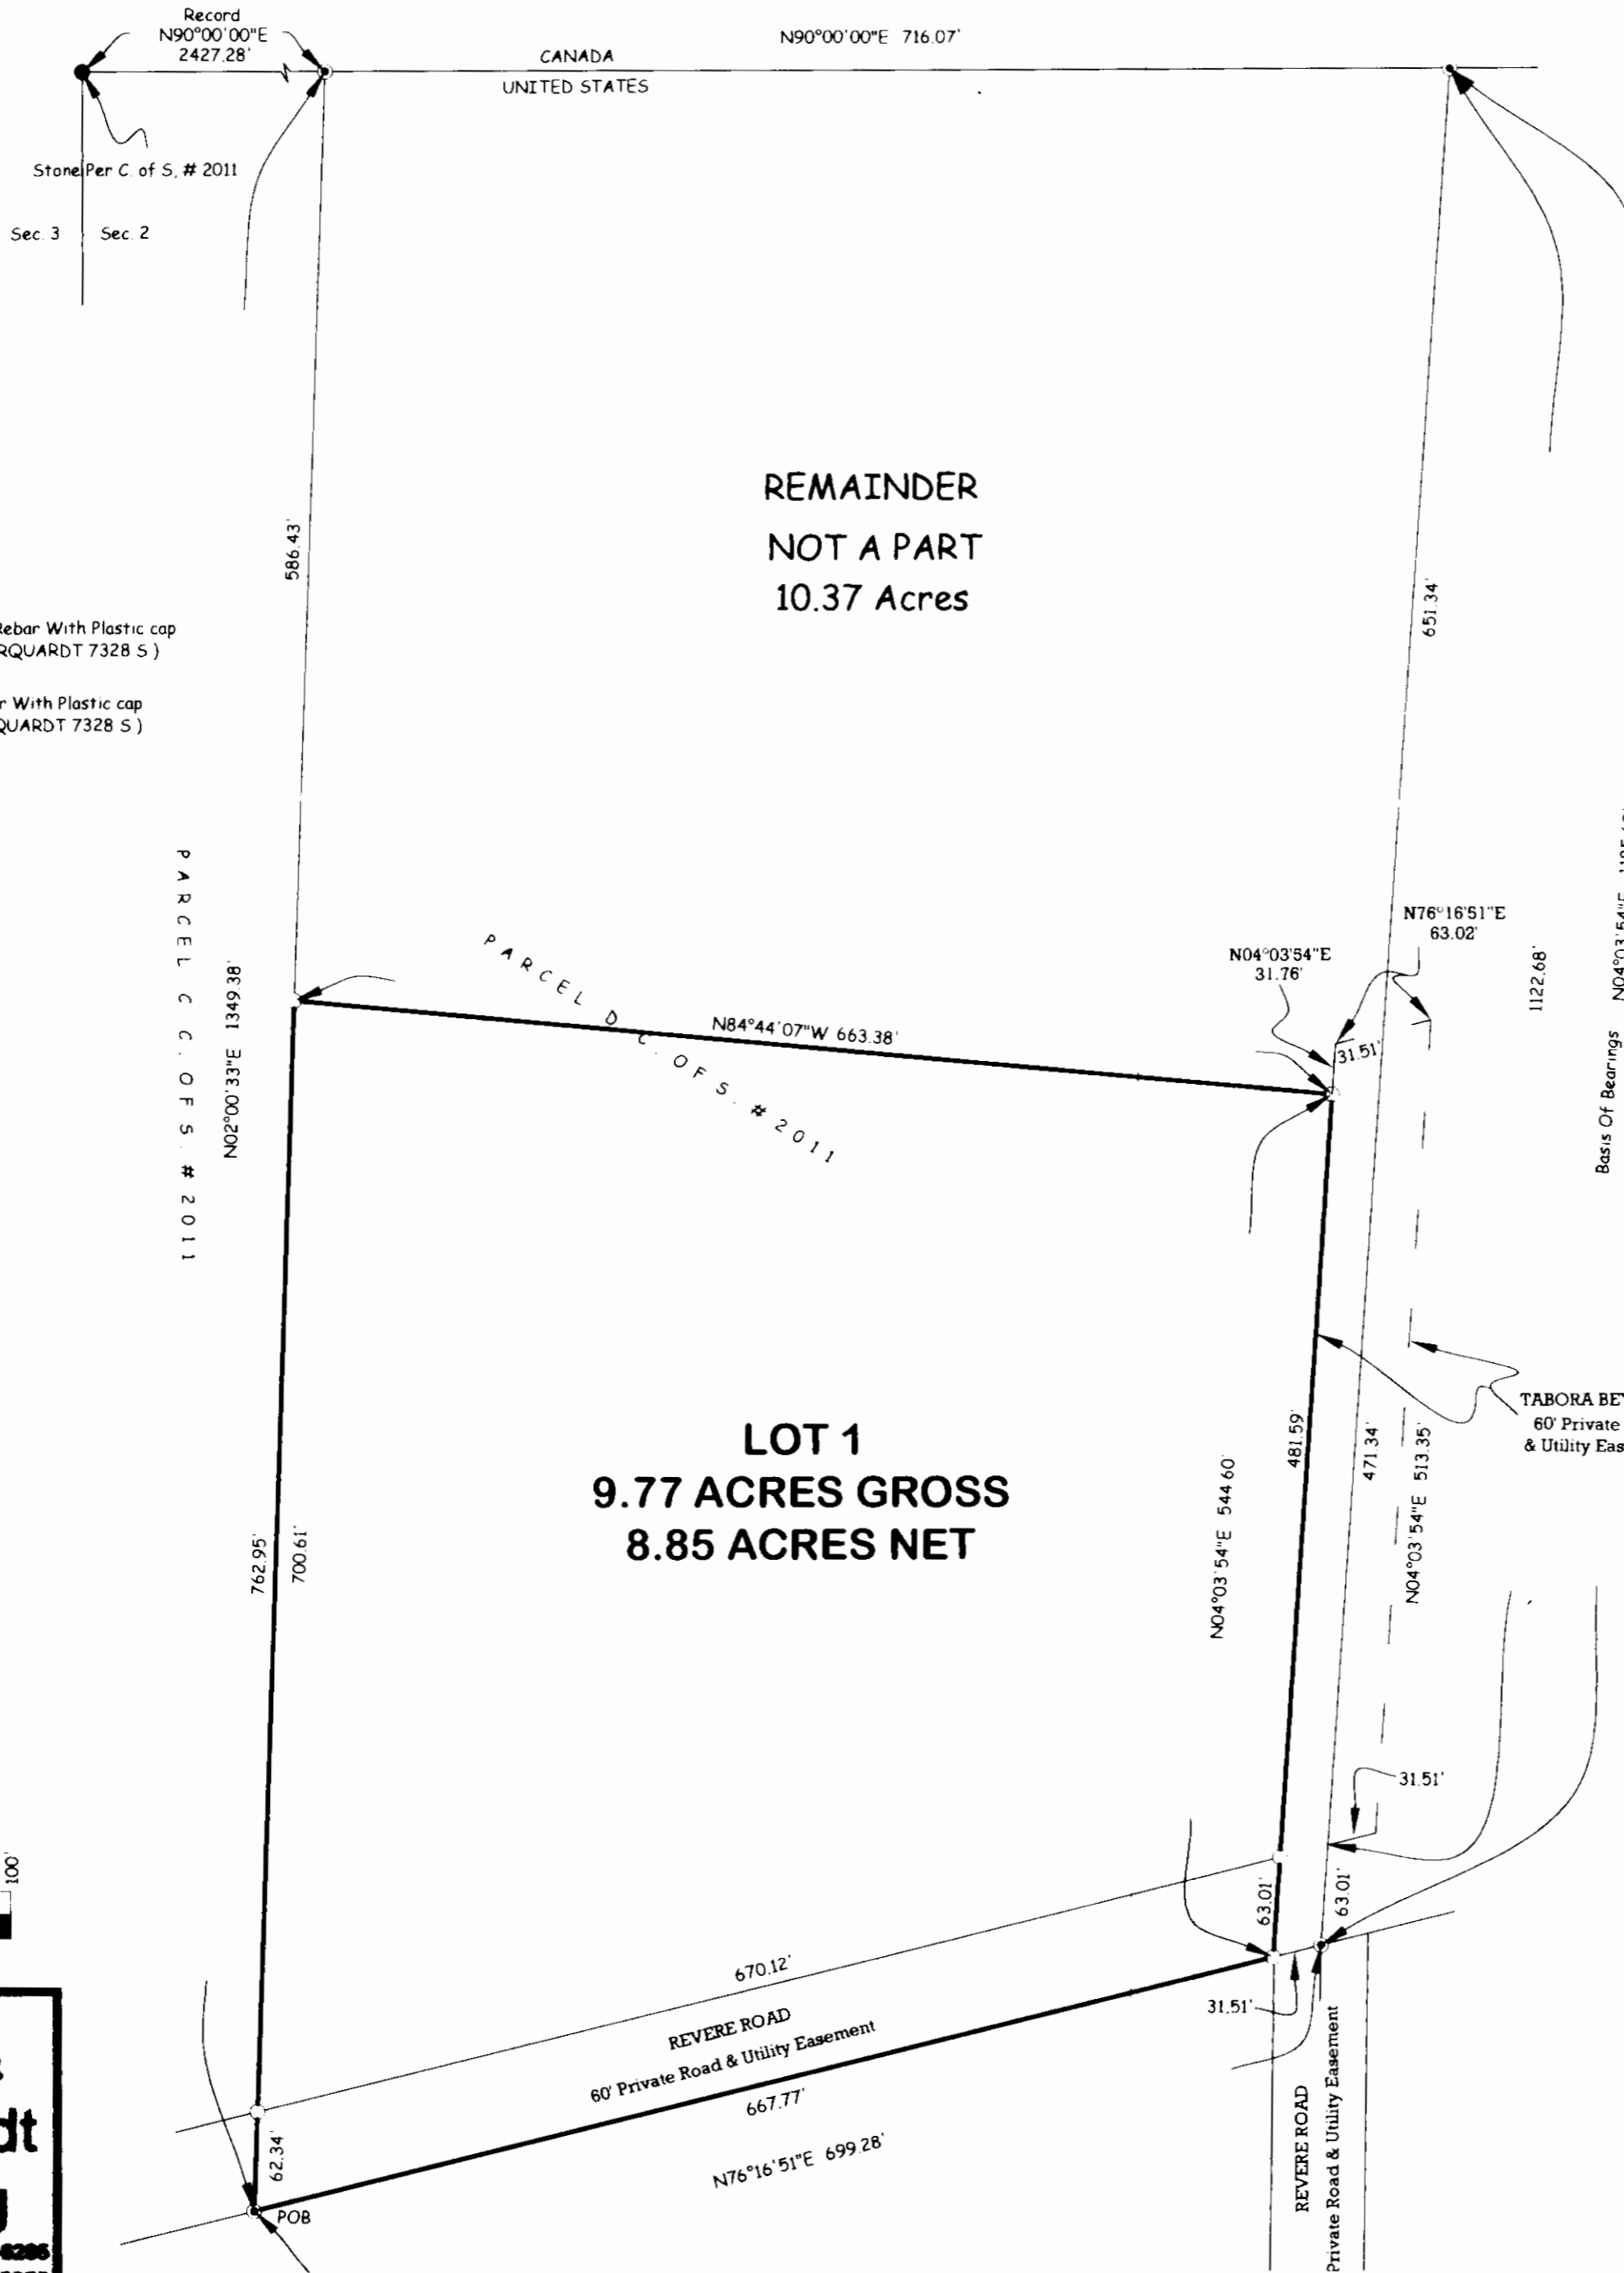 Record
N90°00'00"E
2427.28'
N90°00'00"E 716.07'
CANADA
UNITED STATES
Stone Per C. of S, # 2011
Sec. 3
Sec. 2
REMAINDER
NOT A PART
10.37 Acres
586.43'
651.34'
With Plastic cap
7328 S )
With Plastic cap
7328 S )
PARCEL C C. OF S. # 2011
N02°00'33"E 1349.38'
PARCEL D C. OF S. # 2011
N84°44'07"W 663.38'
N76°16'51"E
63.02'
N04°03'54"E
31.76'
31.51'
1122.68'
Basis Of Bearings N04°03'54"E
TABORA
60' Private
& Utility
LOT 1
9.77 ACRES GROSS
8.85 ACRES NET
762.95'
700.61'
N04°03'54"E 544.60'
481.59'
471.34'
N04°03'54"E 513.35'
31.51'
100'
63.01'
63.01'
670.12'
REVERE ROAD
60' Private Road & Utility Easement
667.77'
N76°16'51"E 699.28'
31.51'
REVERE ROAD
Private Road & Utility Easement
62.34'
POB